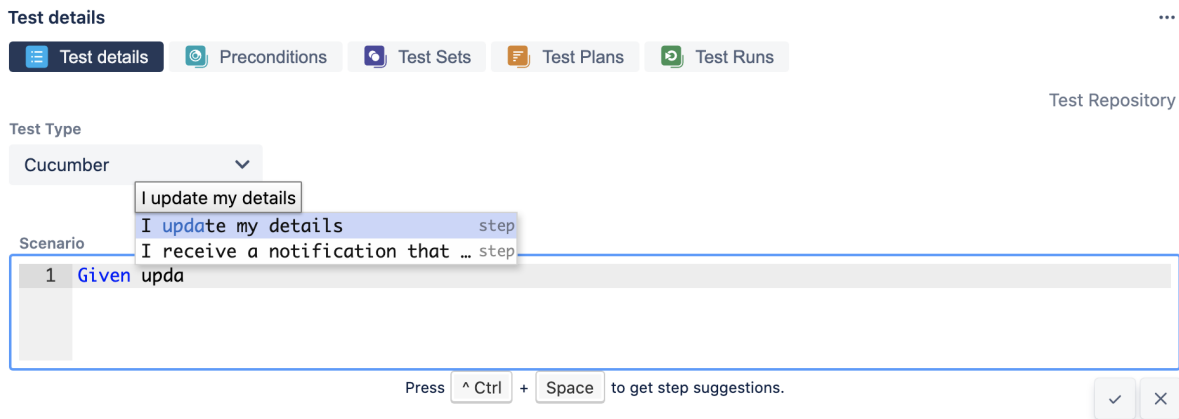 Test details
Test details Preconditions Test Sets Test Plans Test Runs
Test Repository
Test Type
Cucumber
I update my details
I update my details step
I receive a notification that … step
Scenario
1 Given upda
Press ^ Ctrl + Space to get step suggestions.